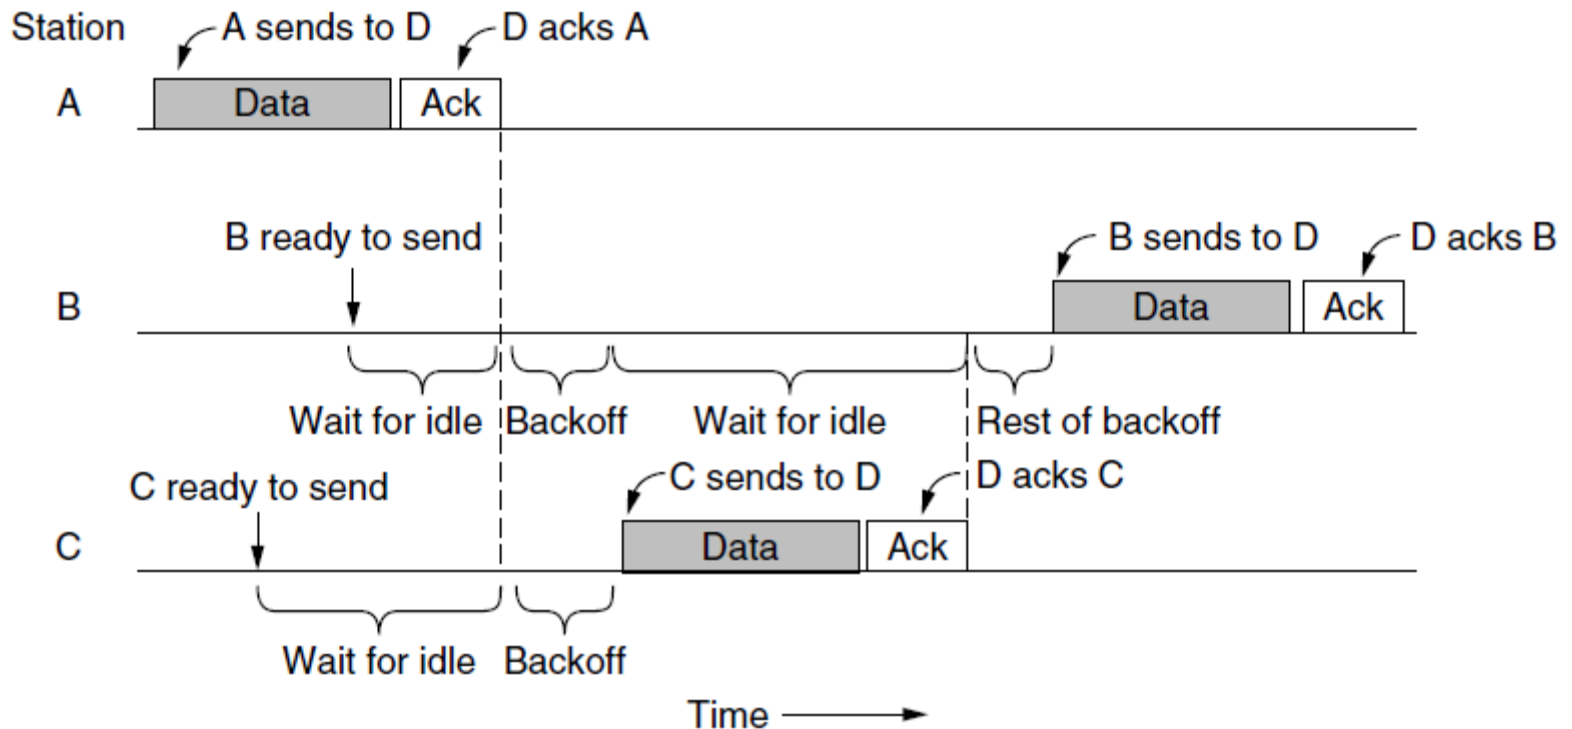 Station
A sends to D
D acks A
A
Data
Ack
B ready to send
B sends to D
D acks B
B
Data
Ack
Wait for idle
Backoff
Wait for idle
Rest of backoff
C ready to send
C sends to D
D acks C
C
Data
Ack
Wait for idle
Backoff
Time